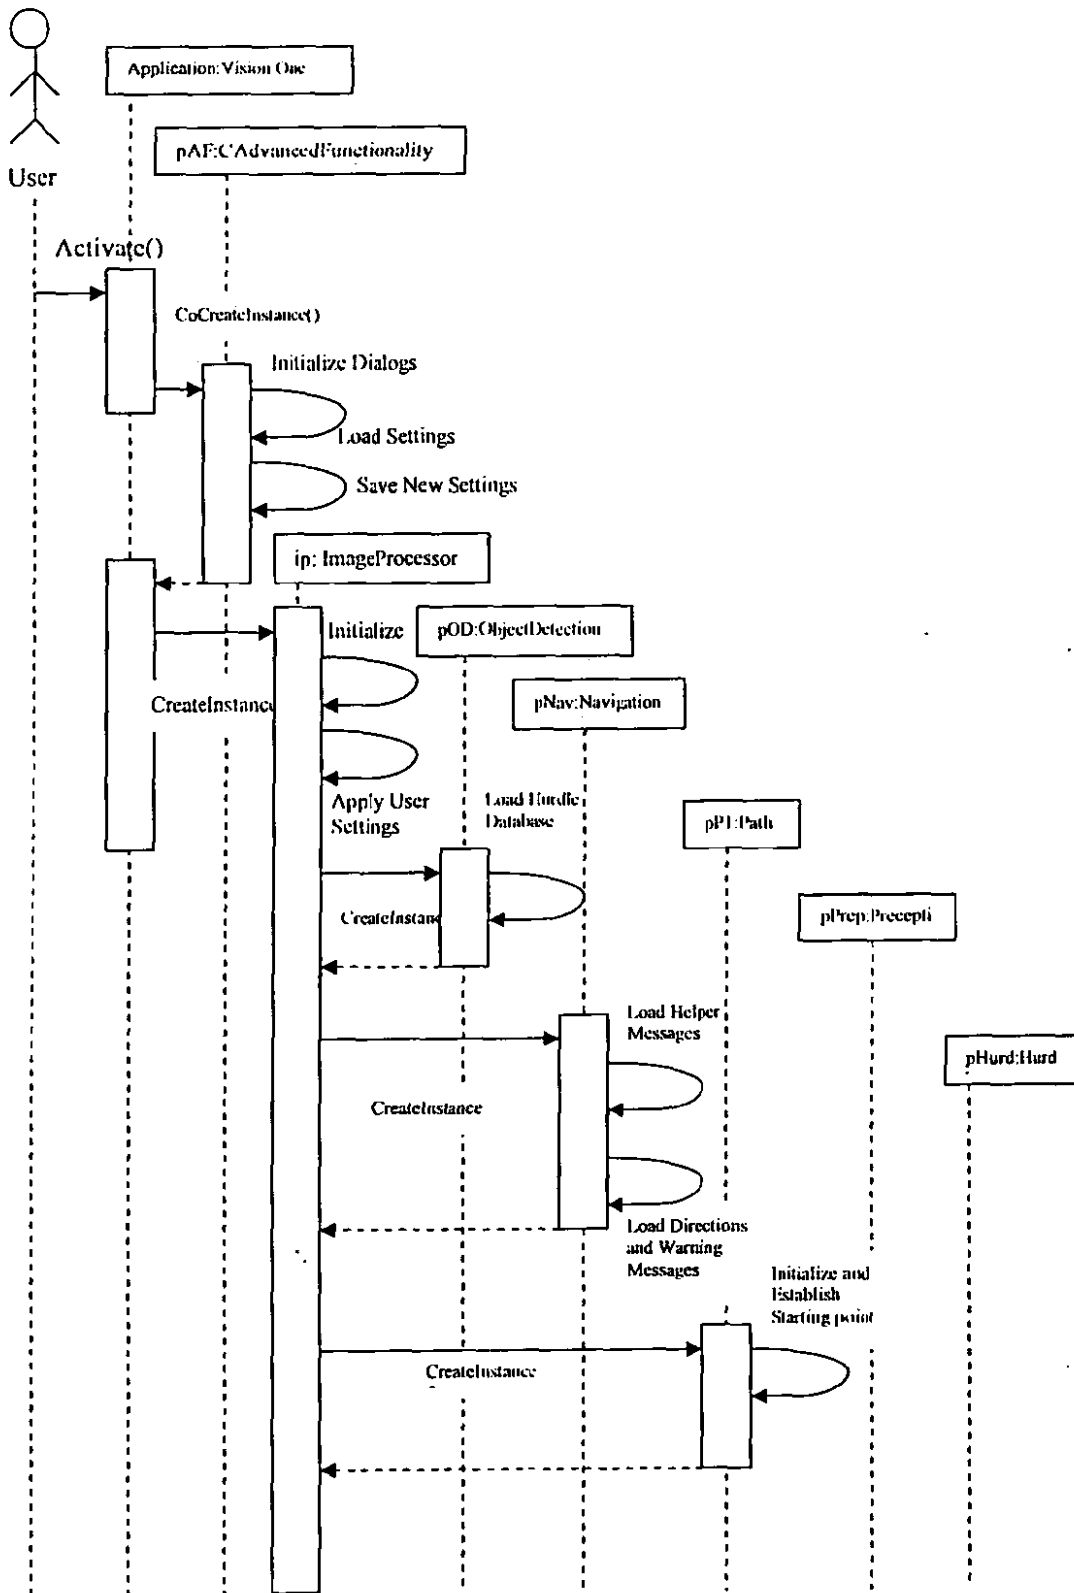 Application:Vision One
pAF:CAdvancedFunctionality
User
Activate()
CoCreateInstance()
Initialize Dialogs
Load Settings
Save New Settings
ip: ImageProcessor
Initialize
pOD:ObjectDetection
CreateInstance
pNav:Navigation
Apply User
Settings
Load Hurdle
Database
pPT:Path
CreateInstanc
pPrep:Precepti
Load Helper
Messages
pHurd:Hurd
CreateInstance
Load Directions
and Warning
Messages
Initialize and
Establish
Starting point
CreateInstance